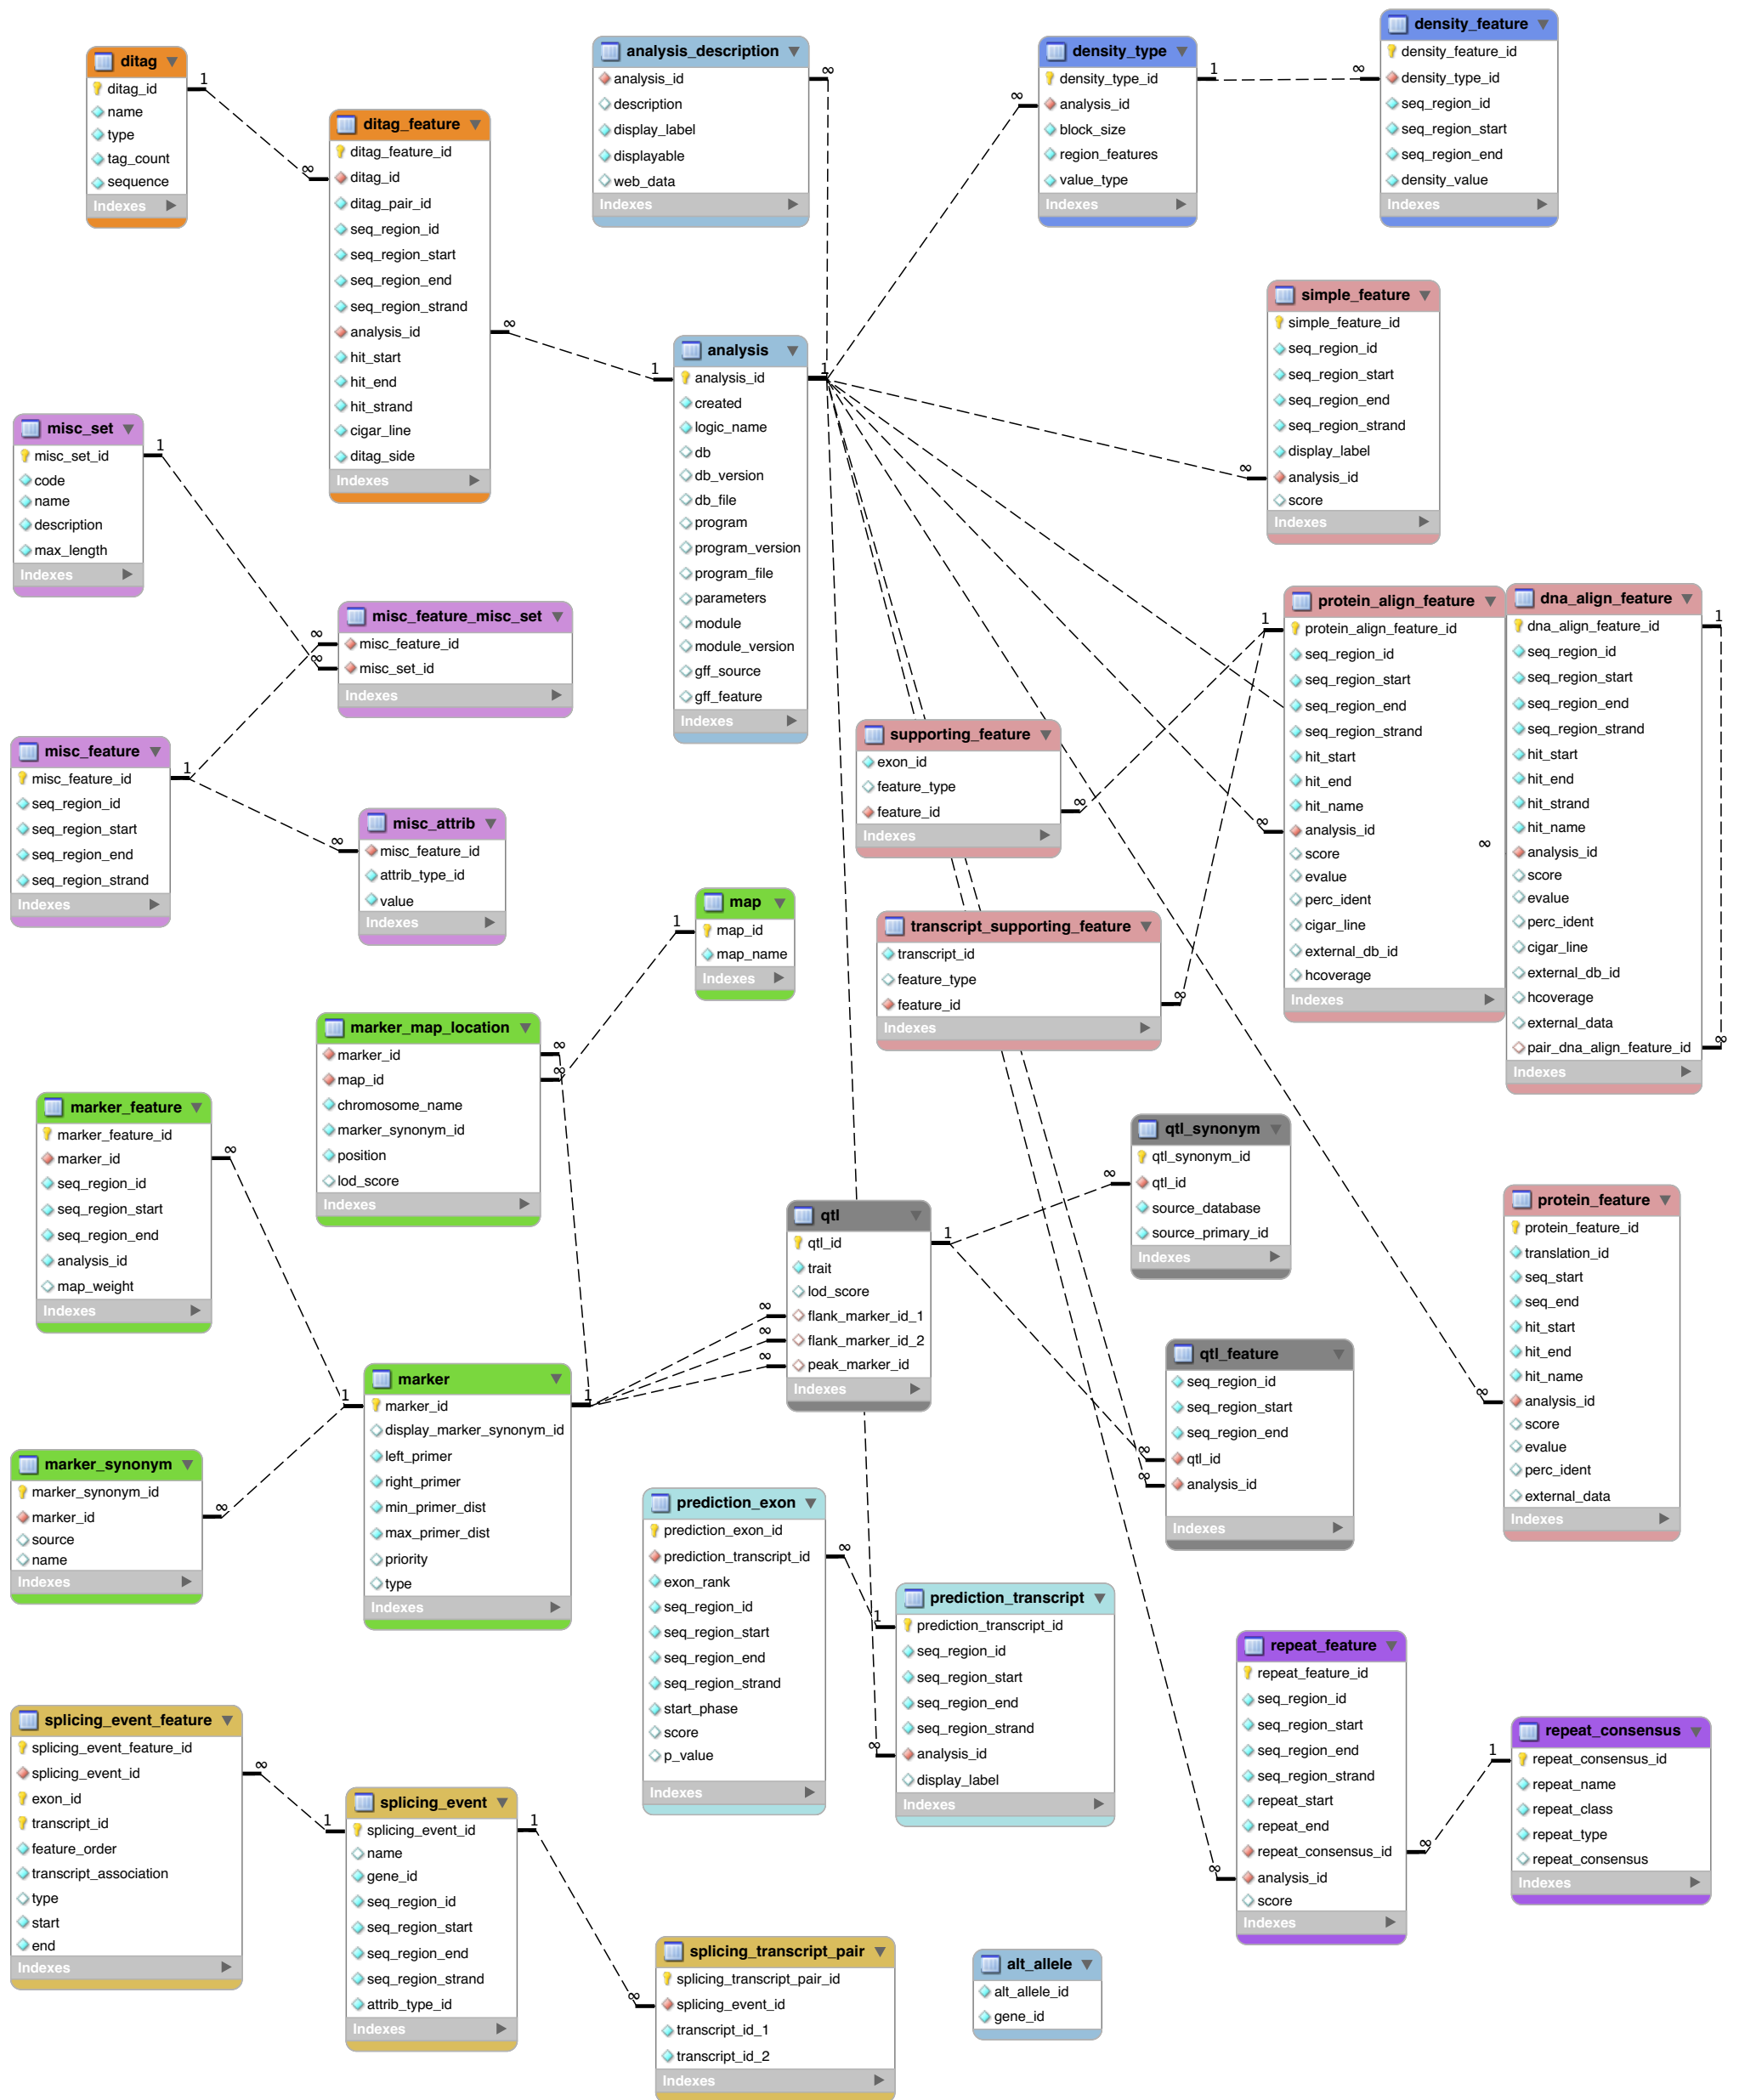 ditag
ditag_id
name
type
tag_count
sequence
Indexes
ditag_feature
ditag_feature_id
ditag_id
ditag_pair_id
seq_region_id
seq_region_start
seq_region_end
seq_region_strand
analysis_id
hit_start
hit_end
hit_strand
cigar_line
ditag_side
Indexes
analysis_description
analysis_id
description
display_label
displayable
web_data
Indexes
density_type
density_type_id
analysis_id
block_size
region_features
value_type
Indexes
density_feature
density_feature_id
density_type_id
seq_region_id
seq_region_start
seq_region_end
density_value
Indexes
simple_feature
simple_feature_id
seq_region_id
seq_region_start
seq_region_end
seq_region_strand
display_label
analysis_id
score
Indexes
analysis
analysis_id
created
logic_name
db
db_version
db_file
program
program_version
program_file
parameters
module
module_version
gff_source
gff_feature
Indexes
misc_set
misc_set_id
code
name
description
max_length
Indexes
misc_feature_misc_set
misc_feature_id
misc_set_id
Indexes
misc_feature
misc_feature_id
seq_region_id
seq_region_start
seq_region_end
seq_region_strand
Indexes
misc_attrib
misc_feature_id
attrib_type_id
value
Indexes
supporting_feature
exon_id
feature_type
feature_id
Indexes
transcript_supporting_feature
transcript_id
feature_type
feature_id
Indexes
protein_align_feature
protein_align_feature_id
seq_region_id
seq_region_start
seq_region_end
seq_region_strand
hit_start
hit_end
hit_name
analysis_id
score
evalue
perc_ident
cigar_line
external_db_id
hcoverage
Indexes
dna_align_feature
dna_align_feature_id
seq_region_id
seq_region_start
seq_region_end
seq_region_strand
hit_start
hit_end
hit_strand
hit_name
analysis_id
score
evalue
perc_ident
cigar_line
external_db_id
hcoverage
external_data
pair_dna_align_feature_id
Indexes
map
map_id
map_name
Indexes
marker_map_location
marker_id
map_id
chromosome_name
marker_synonym_id
position
lod_score
Indexes
marker_feature
marker_feature_id
marker_id
seq_region_id
seq_region_start
seq_region_end
analysis_id
map_weight
Indexes
marker
marker_id
display_marker_synonym_id
left_primer
right_primer
min_primer_dist
max_primer_dist
priority
type
Indexes
marker_synonym
marker_synonym_id
marker_id
source
name
Indexes
qtl
qtl_id
trait
lod_score
flank_marker_id_1
flank_marker_id_2
peak_marker_id
Indexes
qtl_synonym
qtl_synonym_id
qtl_id
source_database
source_primary_id
Indexes
qtl_feature
seq_region_id
seq_region_start
seq_region_end
qtl_id
analysis_id
Indexes
protein_feature
protein_feature_id
translation_id
seq_start
seq_end
hit_start
hit_end
hit_name
analysis_id
score
evalue
perc_ident
external_data
Indexes
prediction_exon
prediction_exon_id
prediction_transcript_id
exon_rank
seq_region_id
seq_region_start
seq_region_end
seq_region_strand
start_phase
score
p_value
Indexes
prediction_transcript
prediction_transcript_id
seq_region_id
seq_region_start
seq_region_end
seq_region_strand
analysis_id
display_label
Indexes
repeat_feature
repeat_feature_id
seq_region_id
seq_region_start
seq_region_end
seq_region_strand
repeat_start
repeat_end
repeat_consensus_id
analysis_id
score
Indexes
repeat_consensus
repeat_consensus_id
repeat_name
repeat_class
repeat_type
repeat_consensus
Indexes
splicing_event_feature
splicing_event_feature_id
splicing_event_id
exon_id
transcript_id
feature_order
transcript_association
type
start
end
Indexes
splicing_event
splicing_event_id
name
gene_id
seq_region_id
seq_region_start
seq_region_end
seq_region_strand
attrib_type_id
Indexes
splicing_transcript_pair
splicing_transcript_pair_id
splicing_event_id
transcript_id_1
transcript_id_2
Indexes
alt_allele
alt_allele_id
gene_id